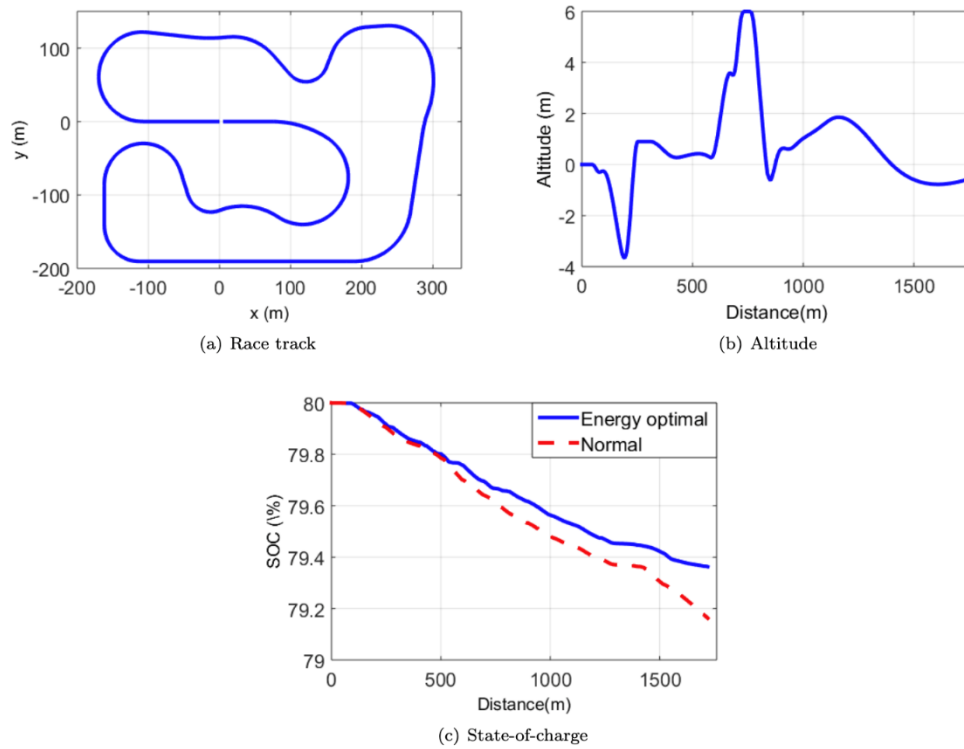 100
0
-100
-200
y (m)
-200 -100 0 100 200 300
x (m)
(a) Race track
6
4
2
0
-2
-4
Altitude (m)
0 500 1000 1500
Distance(m)
(b) Altitude
80
79.8
79.6
79.4
79.2
79
SOC (\%)
Energy optimal
Normal
0 500 1000 1500
Distance(m)
(c) State-of-charge